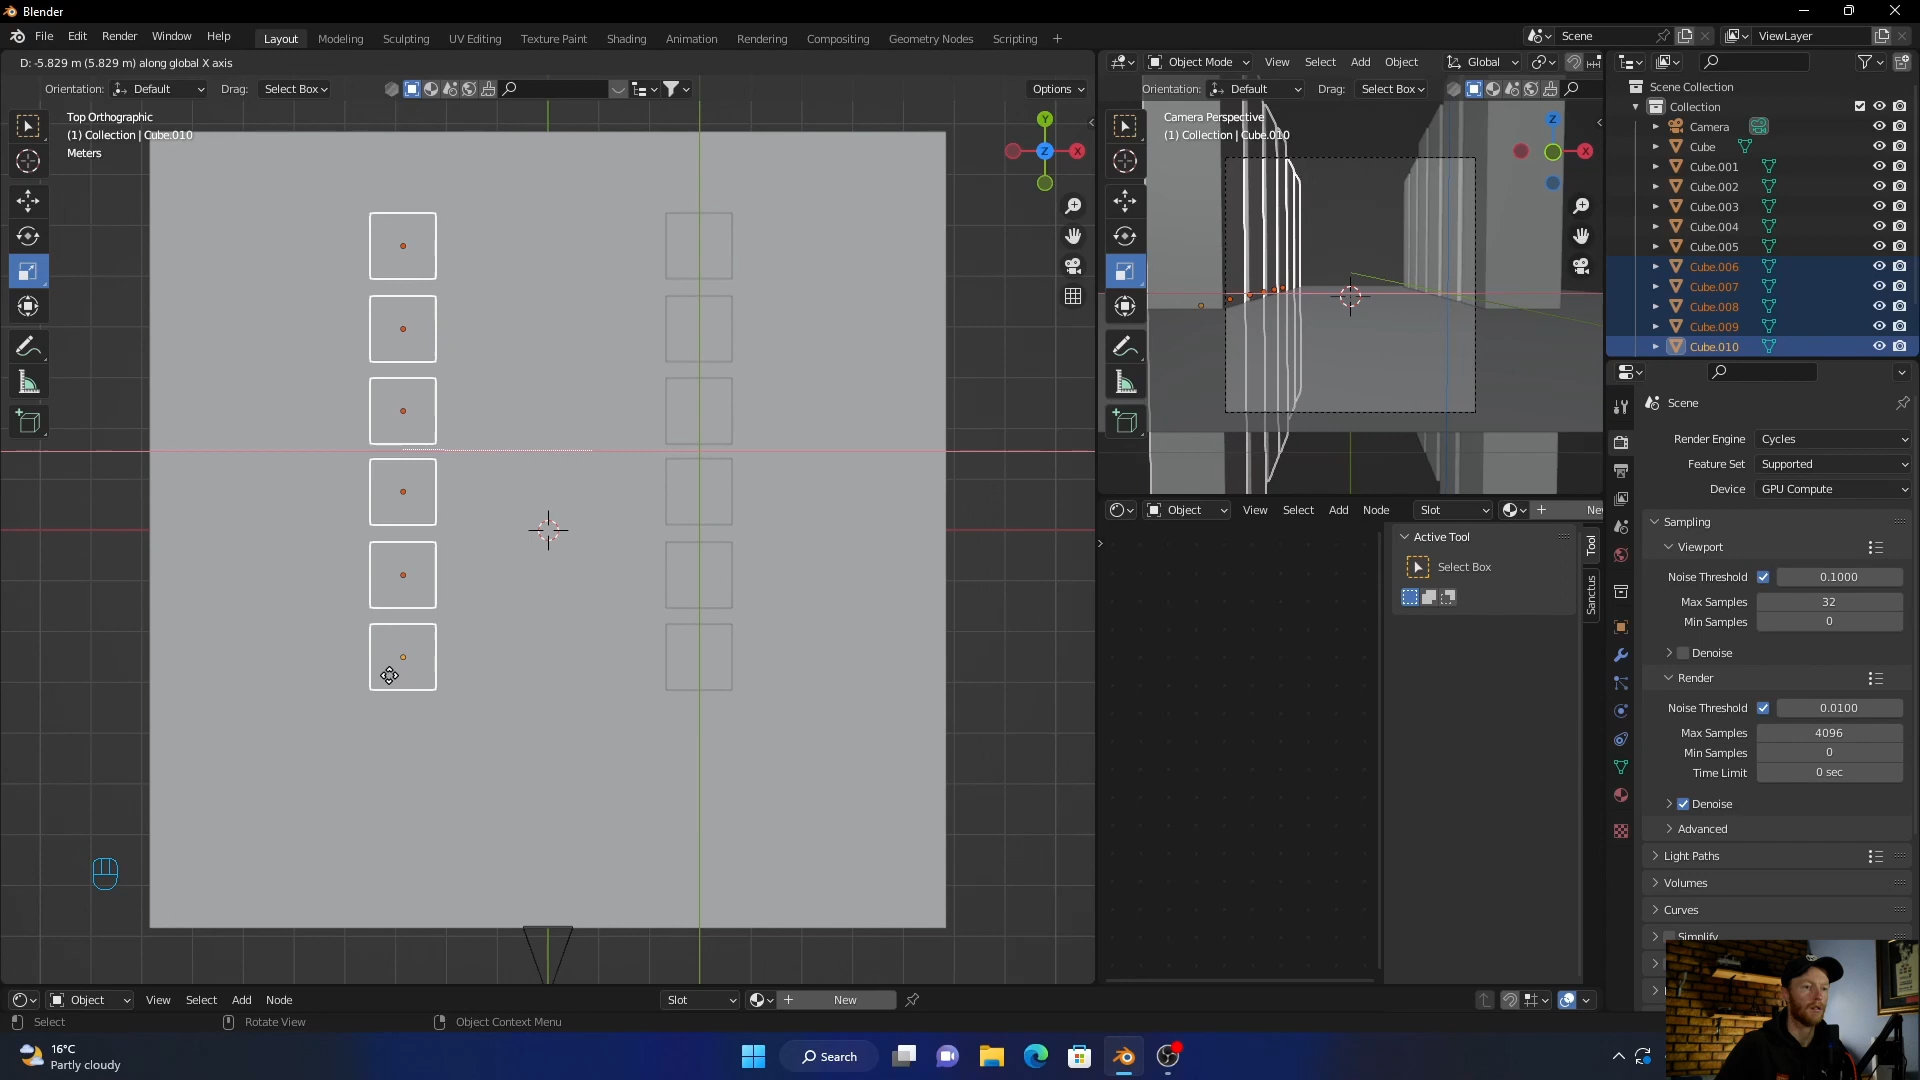 Blender
File Edit Render Window Help Layout Modeling Sculpting UV Editing Texture Paint Shading Animation Rendering Compositing Geometry Nodes Scripting + Scene ViewLayer
D: -5.829 m (5.829 m) along global X axis
Orientation: Default Drag: Select Box Options
Top Orthographic
(1) Collection | Cube.010
Meters
Y
Z
X
Object Mode View Select Add Object Global
Orientation: Default Drag: Select Box
Camera Perspective
(1) Collection | Cube.010
Z
X
Scene Collection
Collection
Camera
Cube
Cube.001
Cube.002
Cube.003
Cube.004
Cube.005
Cube.006
Cube.007
Cube.008
Cube.009
Cube.010
Object View Select Add Node Slot
Active Tool
Select Box
Tool
Sanctus
Scene
Render Engine Cycles
Feature Set Supported
Device GPU Compute
Sampling
Viewport
Noise Threshold 0.1000
Max Samples 32
Min Samples 0
Denoise
Render
Noise Threshold 0.0100
Max Samples 4096
Min Samples 0
Time Limit 0 sec
Denoise
Advanced
Light Paths
Volumes
Curves
Simplify
Object View Select Add Node Slot New
Select Rotate View Object Context Menu
16°C
Partly cloudy
Search